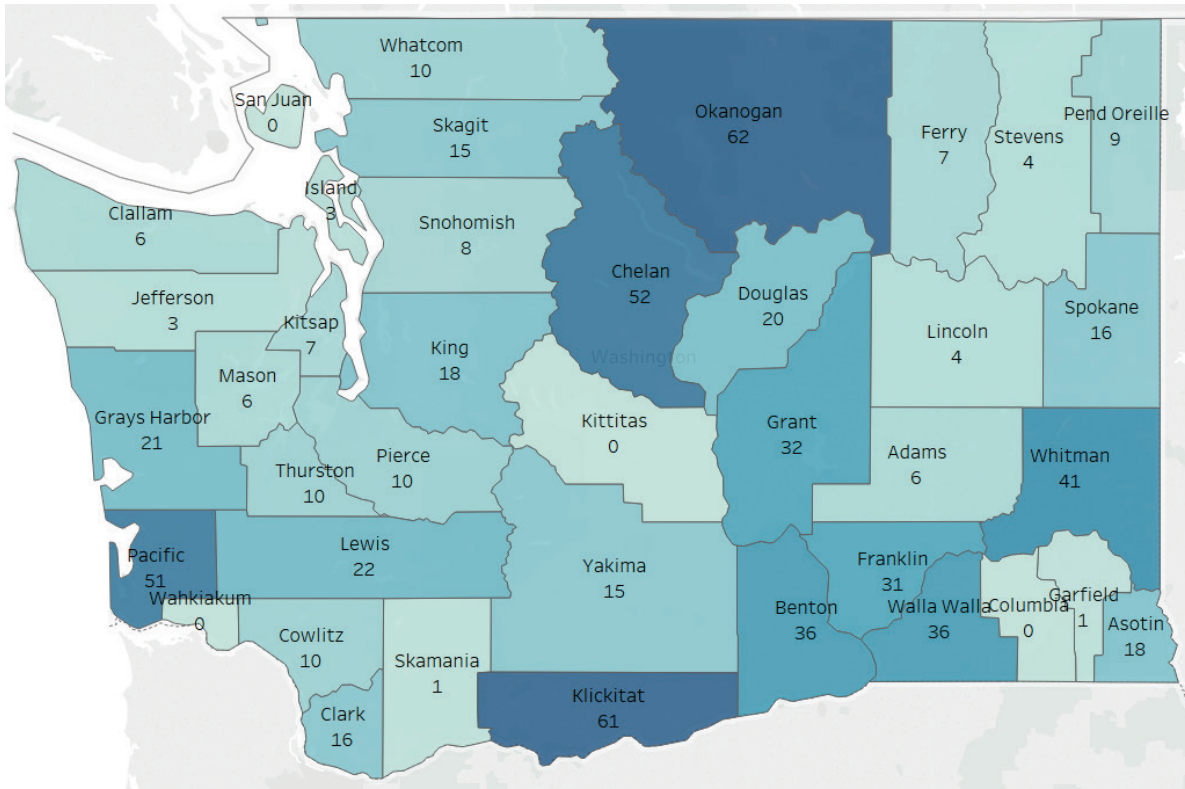 Whatcom
10
San Juan
0
Skagit
15
Okanogan
62
Ferry
7
Stevens
4
Pend Oreille
9
Island
3
Clallam
6
Snohomish
8
Chelan
52
Douglas
20
Jefferson
3
Kitsap
7
King
18
Washington
Lincoln
4
Spokane
16
Mason
6
Grays Harbor
21
Kittitas
0
Grant
32
Adams
6
Whitman
41
Thurston
10
Pierce
10
Pacific
51
Lewis
22
Yakima
15
Franklin
31
Wahkiakum
0
Benton
36
Walla Walla
36
Columbia
0
Garfield
1
Asotin
18
Cowlitz
10
Skamania
1
Klickitat
61
Clark
16